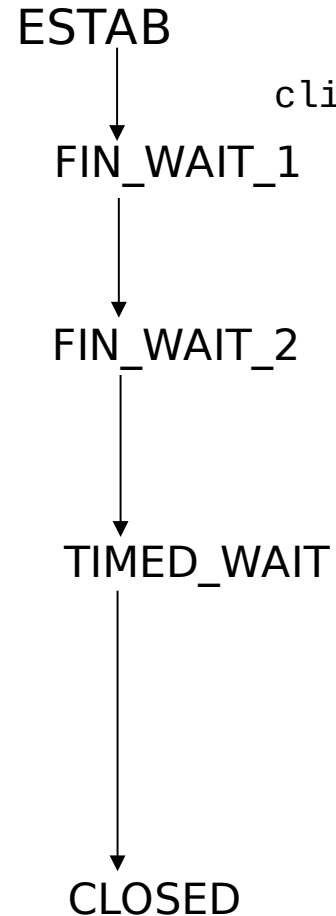 ESTAB
cli
FIN_WAIT_1
FIN_WAIT_2
TIMED_WAIT
CLOSED